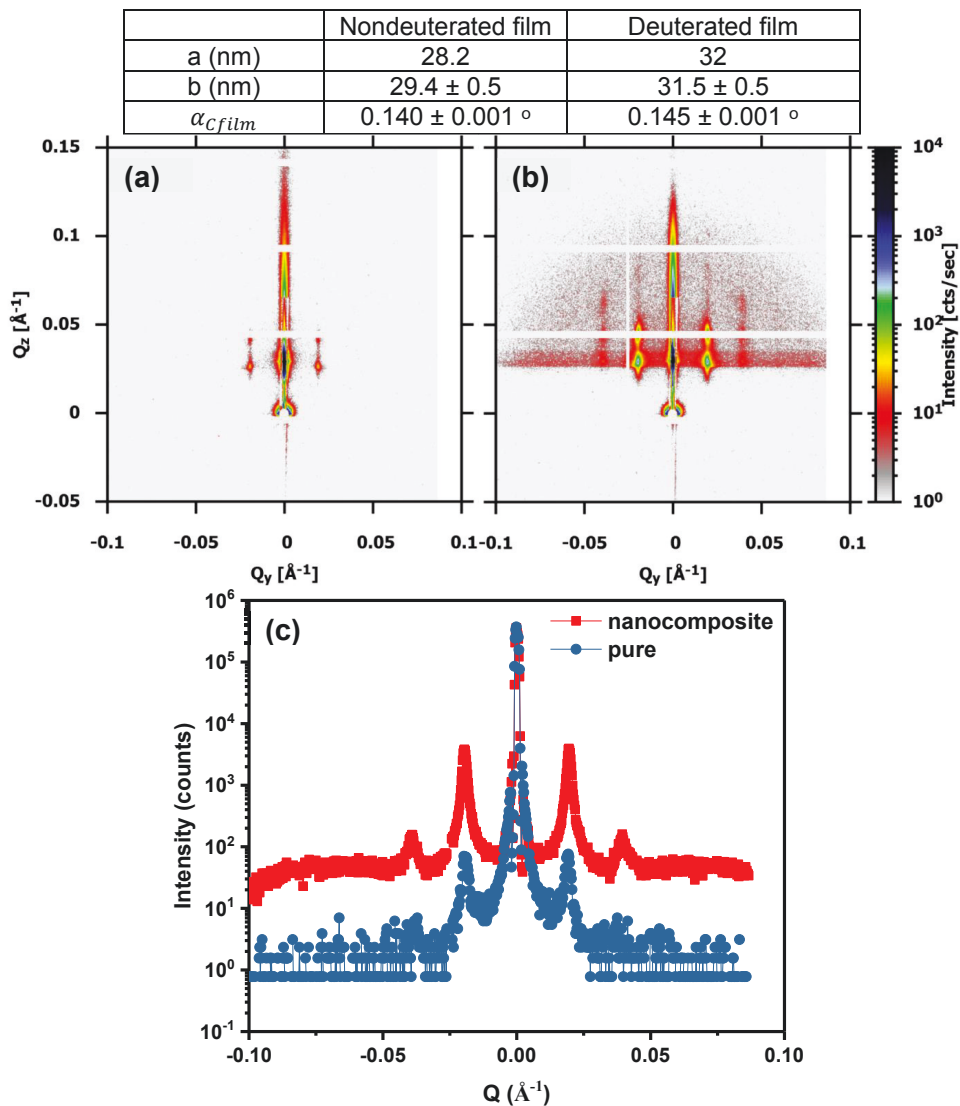 Nondeuterated film Deuterated film
a (nm) 28.2 32
b (nm) 29.4 ± 0.5 31.5 ± 0.5
α_Cfilm 0.140 ± 0.001 ° 0.145 ± 0.001 °
(a) (b)
0.15
0.1
0.05
0
-0.05
Q_z [Å⁻¹]
-0.1 -0.05 0 0.05 0.1
Q_y [Å⁻¹]
-0.1 -0.05 0 0.05 0.1
Q_y [Å⁻¹]
10⁴
10³
10²
10¹
10⁰
Intensity [cts/sec]
(c)
nanocomposite
pure
10⁶
10⁵
10⁴
10³
10²
10¹
10⁰
10⁻¹
Intensity (counts)
-0.10 -0.05 0.00 0.05 0.10
Q (Å⁻¹)